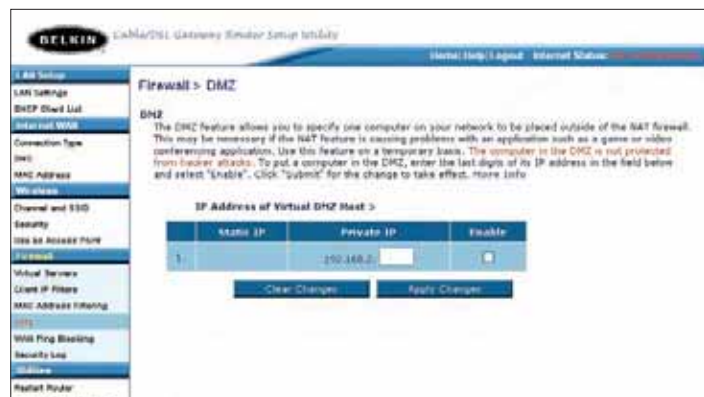 BELKIN Cable/DSL Gateway Router Setup Utility
Home| Help| Logout Internet Status:
LAN Setup
LAN Settings
DHCP Client List
Internet WAN
Connection Type
DNS
MAC Address
Wireless
Channel and SSID
Security
Use as Access Point
Firewall
Virtual Servers
Client IP Filters
MAC Address Filtering
DMZ
WAN Ping Blocking
Security Log
Utilities
Restart Router
Firewall > DMZ
DMZ
The DMZ feature allows you to specify one computer on your network to be placed outside of the NAT firewall.
This may be necessary if the NAT feature is causing problems with an application such as a game or video
conferencing application. Use this feature on a temporary basis. The computer in the DMZ is not protected
from hacker attacks. To put a computer in the DMZ, enter the last digits of its IP address in the field below
and select "Enable". Click "Submit" for the change to take effect. More Info
IP Address of Virtual DMZ Host >
Static IP Private IP Enable
1. 192.168.2.
Clear Changes Apply Changes